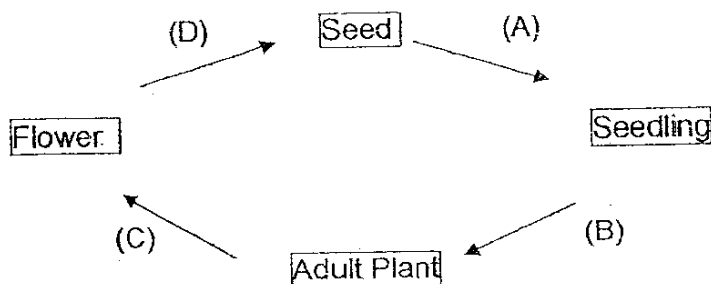 (D)
Seed
(A)
Flower
Seedling
(C)
(B)
Adult Plant